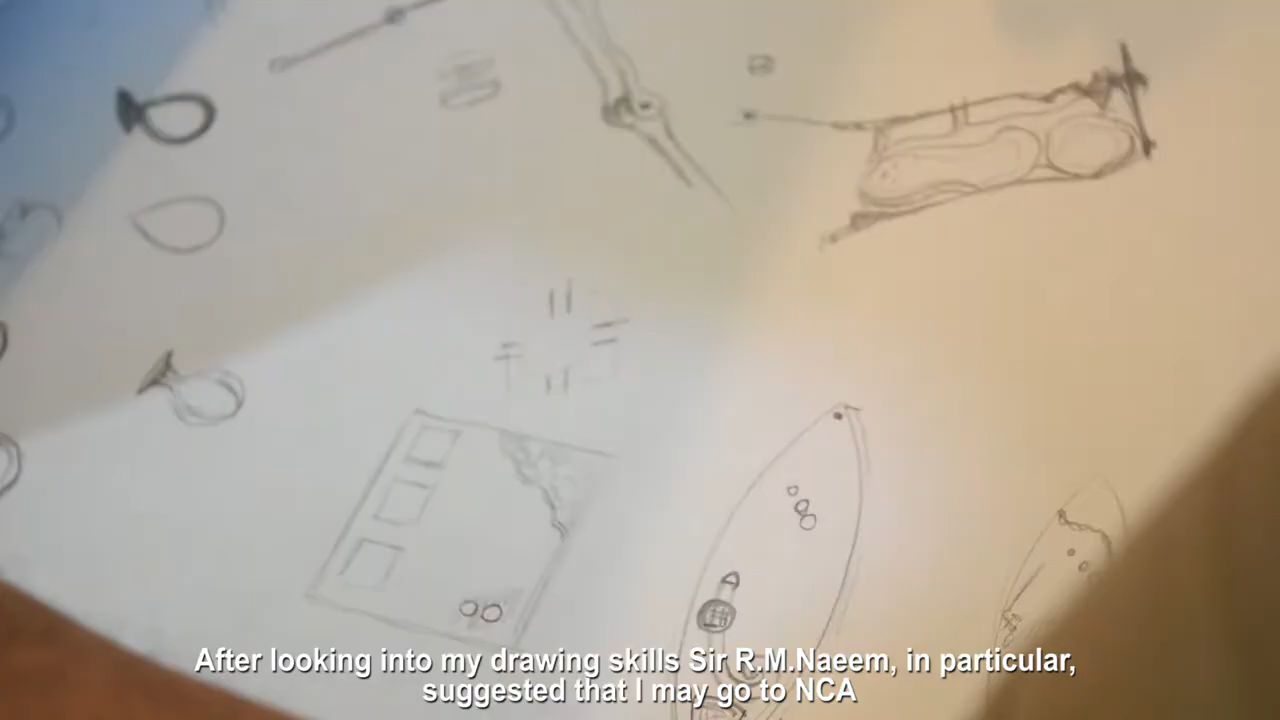 After looking into my drawing skills Sir R.M.Naeem, in particular,
suggested that I may go to NCA